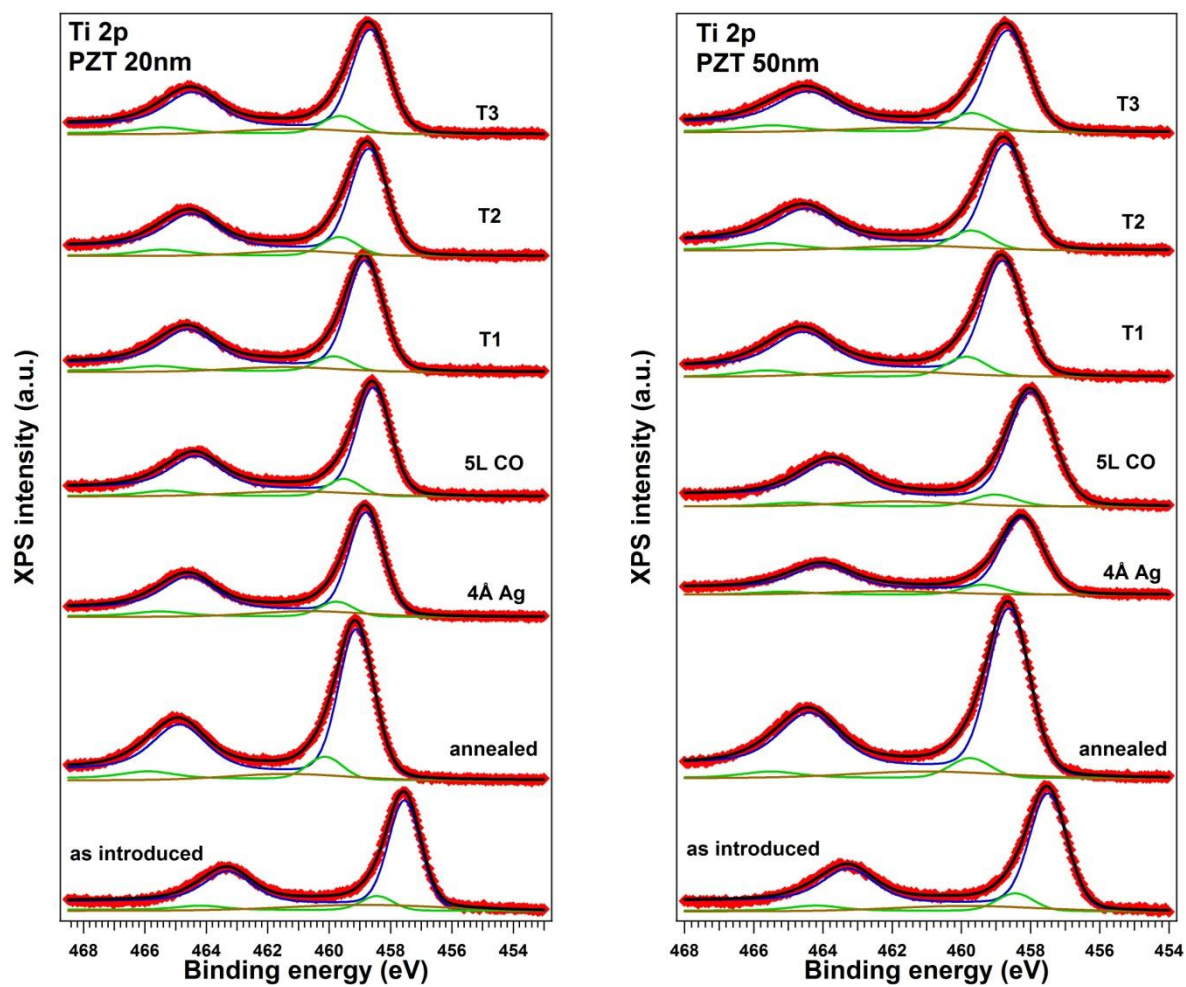 Ti 2p
PZT 20nm
T3
T2
T1
5L CO
4Å Ag
annealed
as introduced
XPS intensity (a.u.)
468 466 464 462 460 458 456 454
Binding energy (eV)
Ti 2p
PZT 50nm
T3
T2
T1
5L CO
4Å Ag
annealed
as introduced
XPS intensity (a.u.)
468 466 464 462 460 458 456 454
Binding energy (eV)